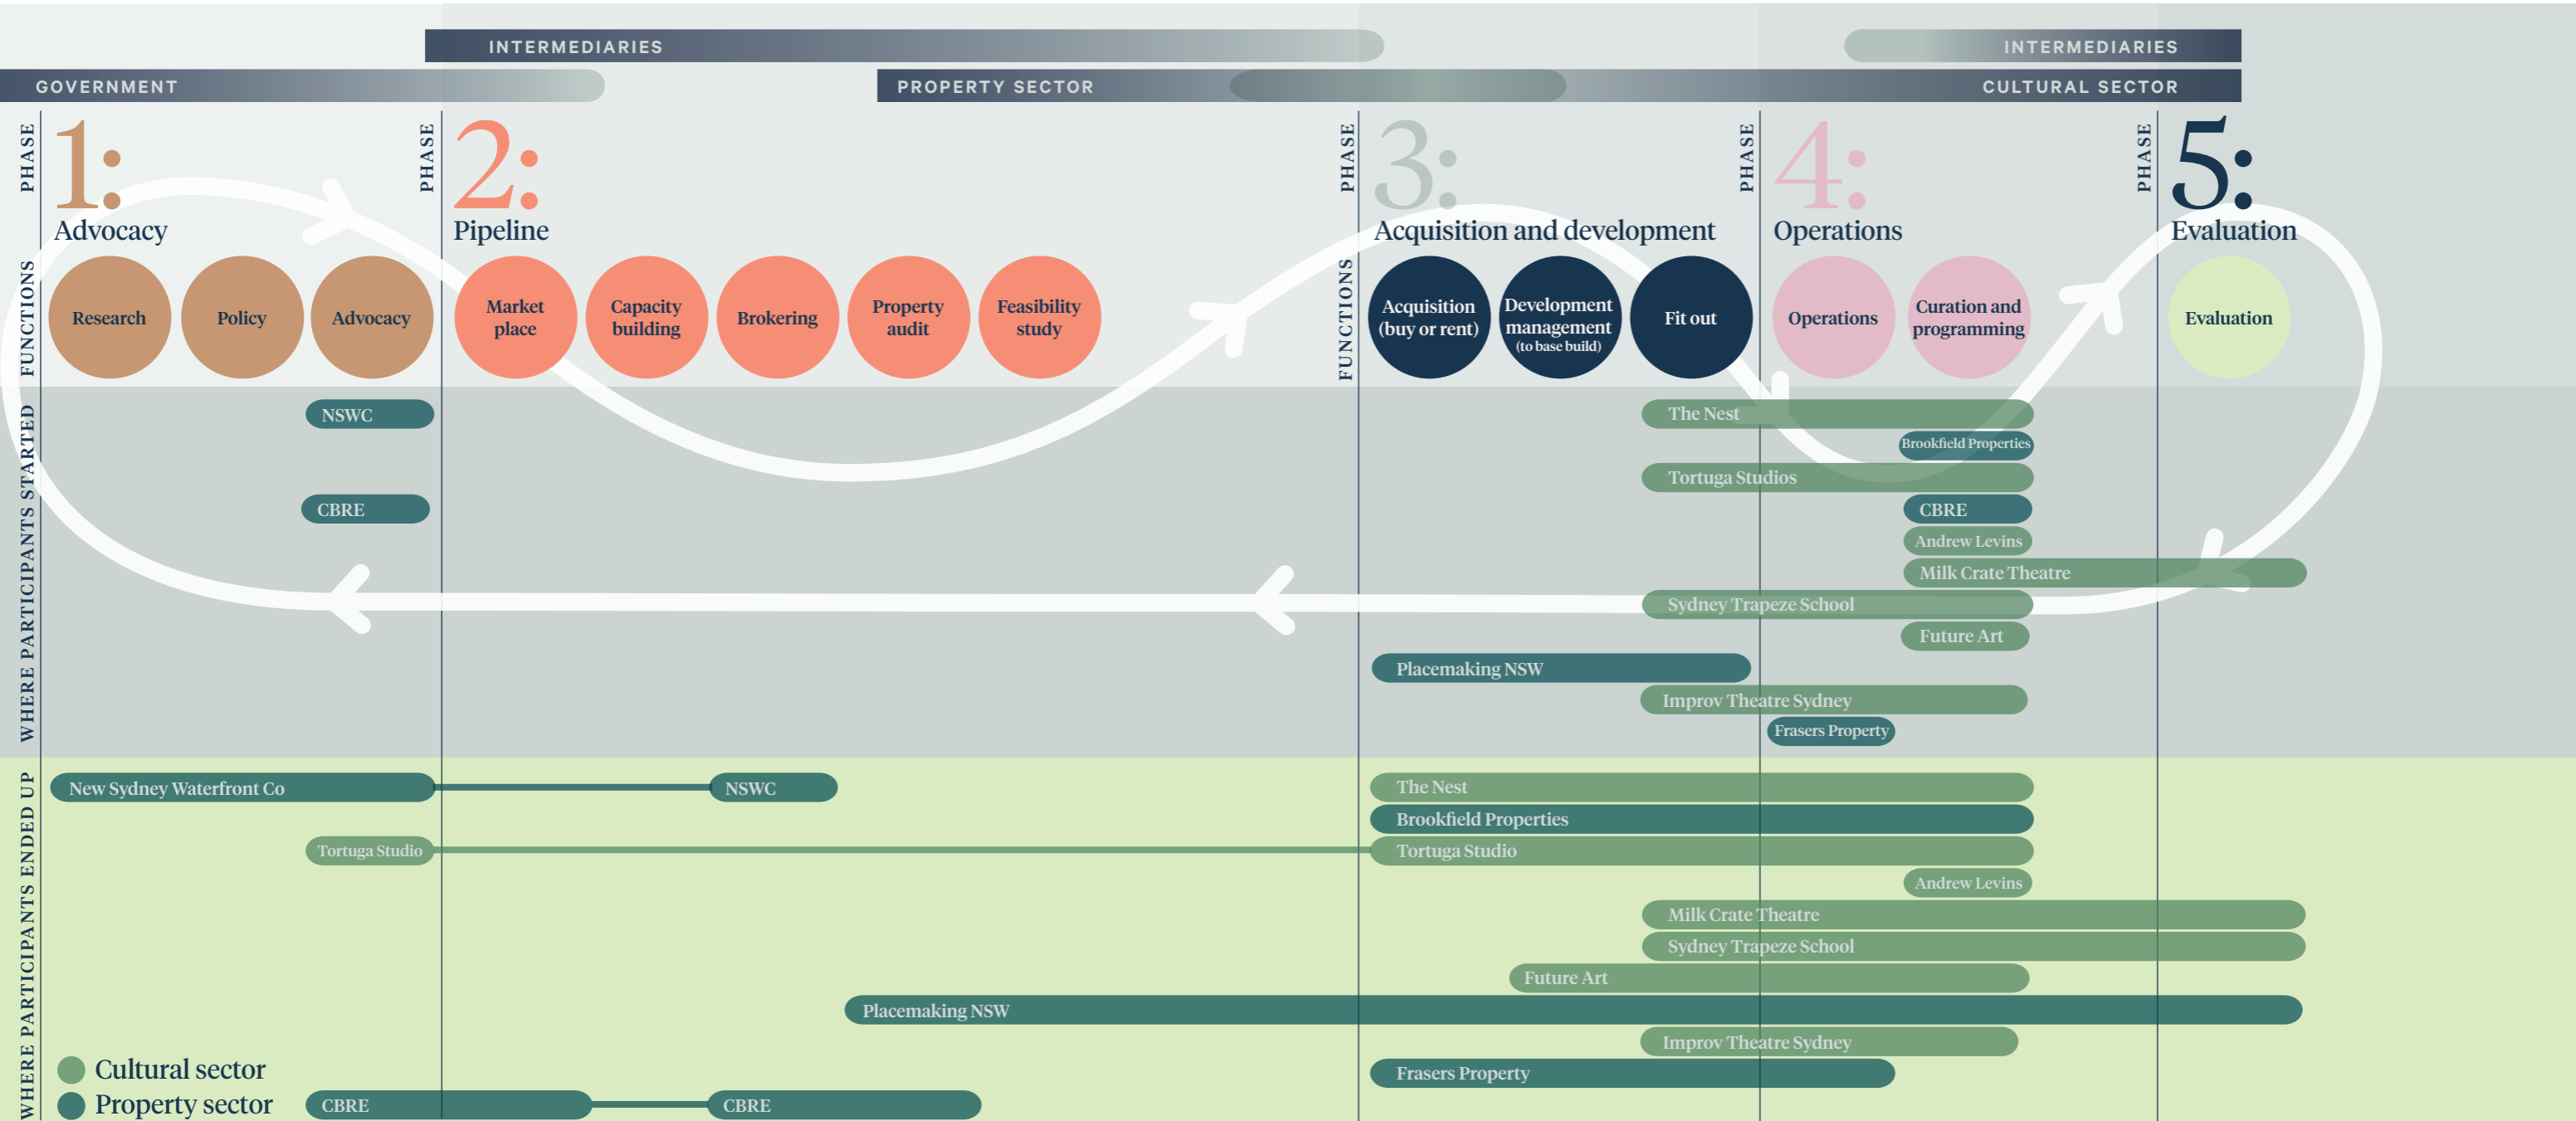 INTERMEDIARIES
INTERMEDIARIES
GOVERNMENT
PROPERTY SECTOR
CULTURAL SECTOR
PHASE
1:
Advocacy
PHASE
2:
Pipeline
PHASE
3:
Acquisition and development
PHASE
4:
Operations
PHASE
5:
Evaluation
FUNCTIONS
Research
Policy
Advocacy
Market
place
Capacity
building
Brokering
Property
audit
Feasibility
study
FUNCTIONS
Acquisition
(buy or rent)
Development
management
(to base build)
Fit out
Operations
Curation and
programming
Evaluation
WHERE PARTICIPANTS STARTED
NSWC
The Nest
Brookfield Properties
Tortuga Studios
CBRE
CBRE
Andrew Levins
Milk Crate Theatre
Sydney Trapeze School
Future Art
Placemaking NSW
Improv Theatre Sydney
Frasers Property
WHERE PARTICIPANTS ENDED UP
New Sydney Waterfront Co
NSWC
The Nest
Brookfield Properties
Tortuga Studio
Tortuga Studio
Andrew Levins
Milk Crate Theatre
Sydney Trapeze School
Future Art
Placemaking NSW
Improv Theatre Sydney
Frasers Property
CBRE
CBRE
Cultural sector
Property sector